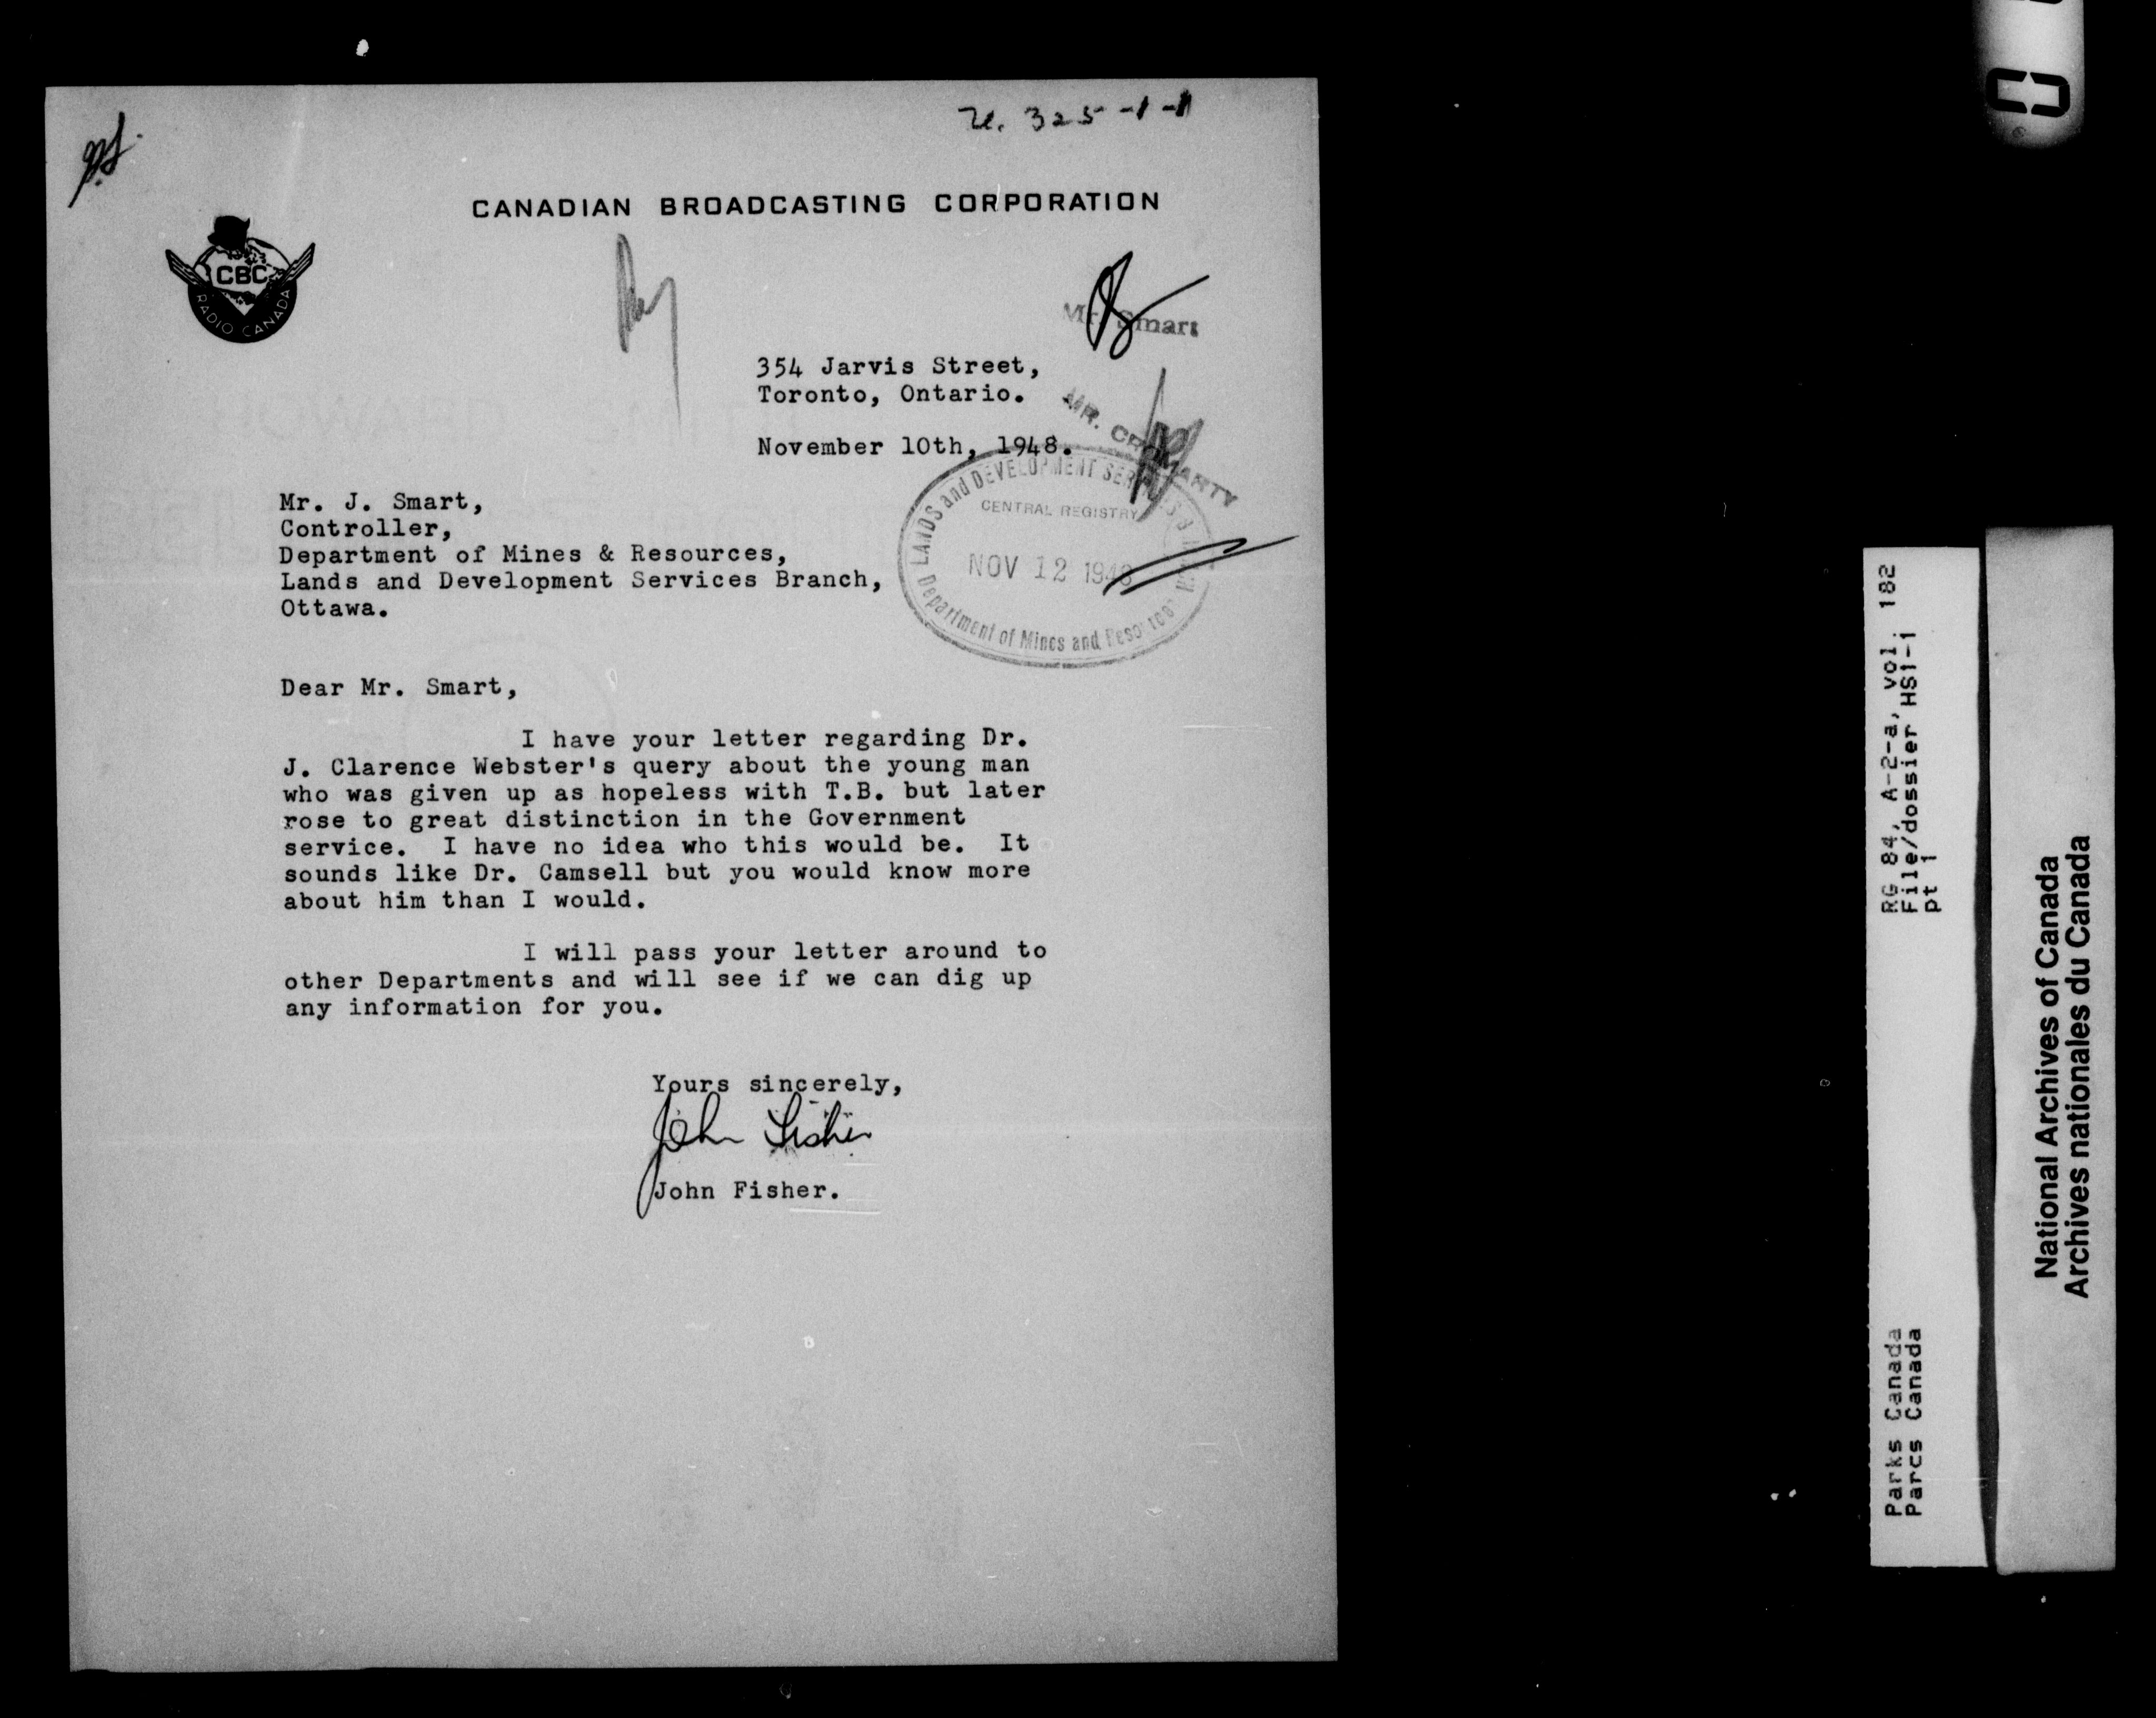 U. 325-1-1
CANADIAN BROADCASTING CORPORATION
CBC
RADIO CANADA
Mr. Smart
354 Jarvis Street,
Toronto, Ontario.
MR. CROMARTY
November 10th, 1948.
LANDS and DEVELOPMENT SERVICES BRANCH
CENTRAL REGISTRY
NOV 12 1948
Department of Mines and Resources
Mr. J. Smart,
Controller,
Department of Mines & Resources,
Lands and Development Services Branch,
Ottawa.
Dear Mr. Smart,
I have your letter regarding Dr.
J. Clarence Webster's query about the young man
who was given up as hopeless with T.B. but later
rose to great distinction in the Government
service. I have no idea who this would be. It
sounds like Dr. Camsell but you would know more
about him than I would.
I will pass your letter around to
other Departments and will see if we can dig up
any information for you.
Yours sincerely,
John Fisher
John Fisher.
RG 84, A-2-a, vol. 182
File/dossier HS1-i
pt 1
Parks Canada
Parcs Canada
National Archives of Canada
Archives nationales du Canada